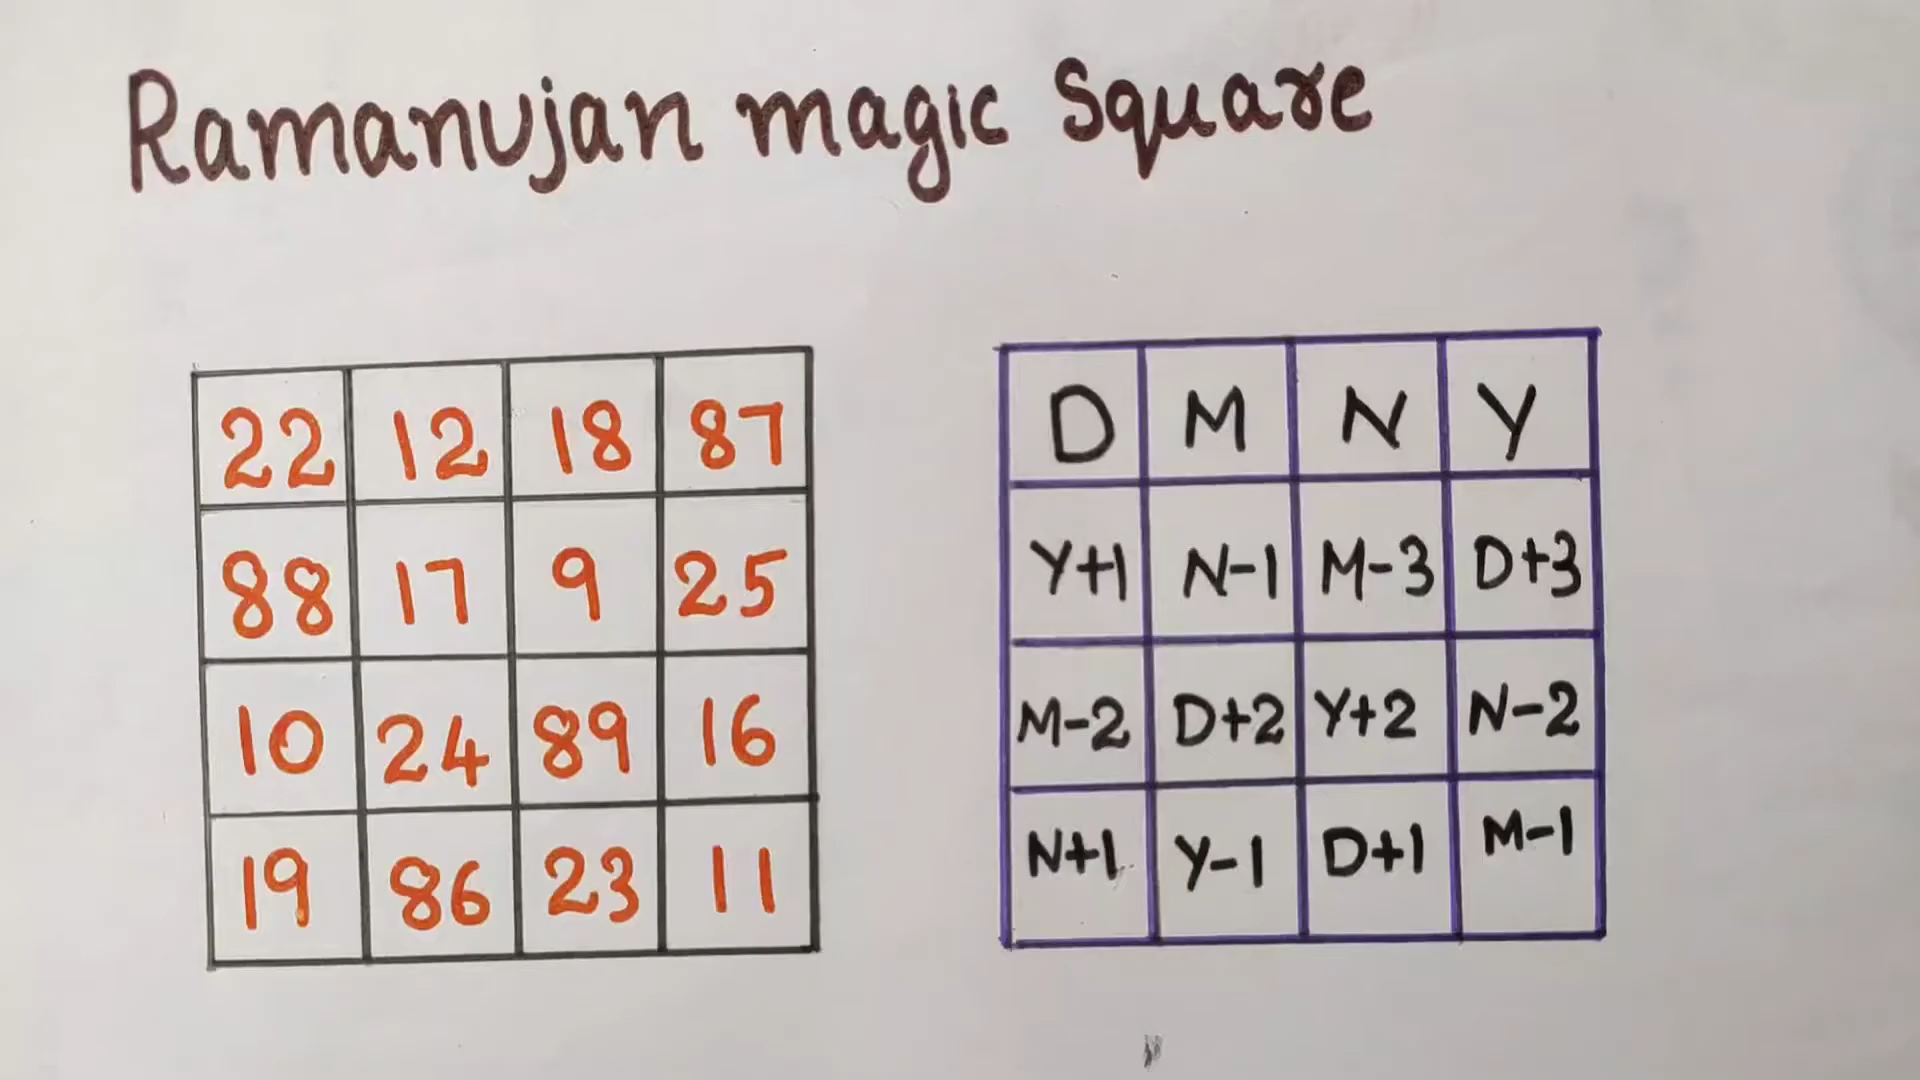 Ramanujan magic Square
22 12 18 87
88 17 9 25
10 24 89 16
19 86 23 11
D M N Y
Y+1 N-1 M-3 D+3
M-2 D+2 Y+2 N-2
N+1 Y-1 D+1 M-1